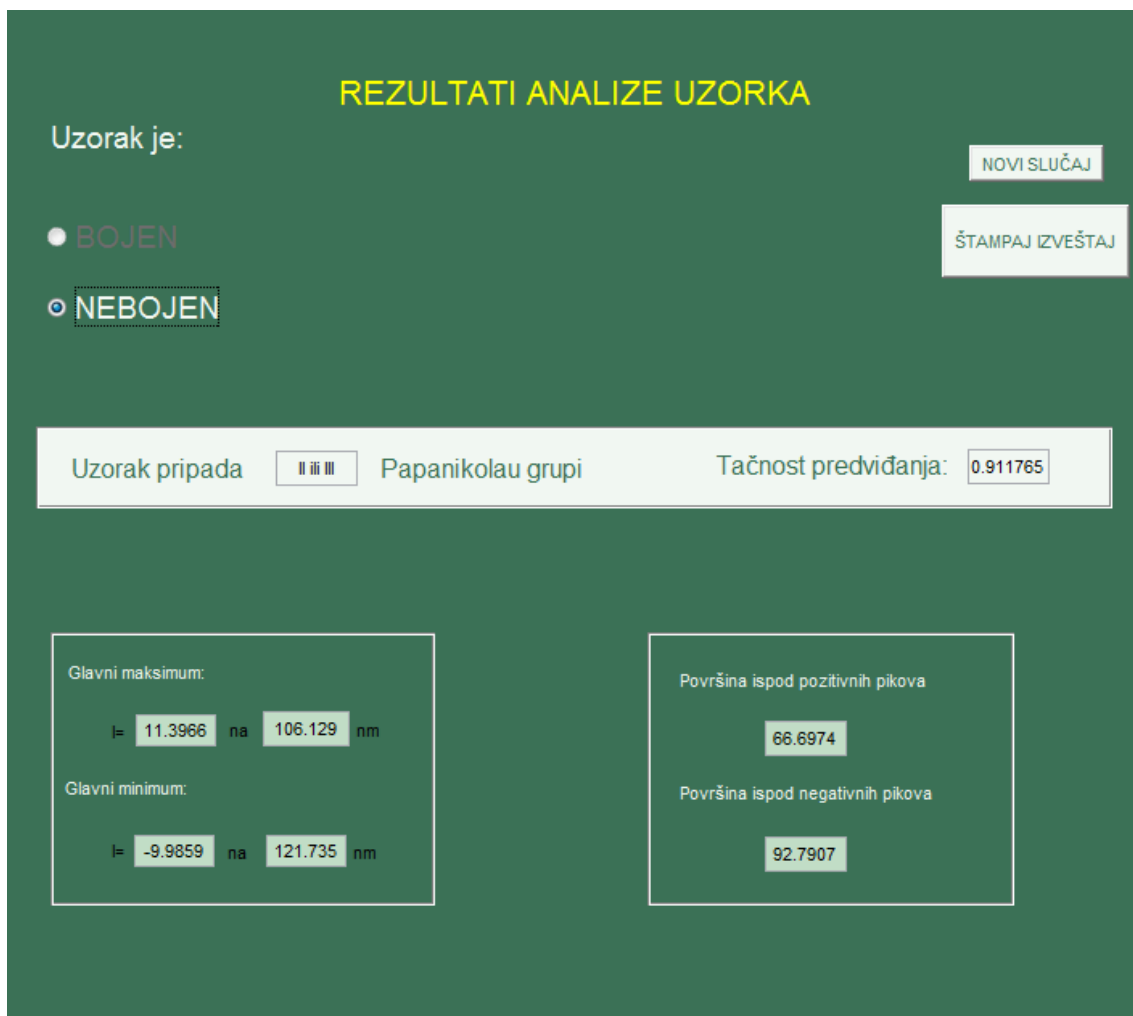 REZULTATI ANALIZE UZORKA
Uzorak je:
NOVI SLUČAJ
BOJEN
ŠTAMPAJ IZVEŠTAJ
NEBOJEN
Uzorak pripada II ili III Papanikolau grupi Tačnost predviđanja: 0.911765
Glavni maksimum:
I= 11.3966 na 106.129 nm
Glavni minimum:
I= -9.9859 na 121.735 nm
Površina ispod pozitivnih pikova
66.6974
Površina ispod negativnih pikova
92.7907